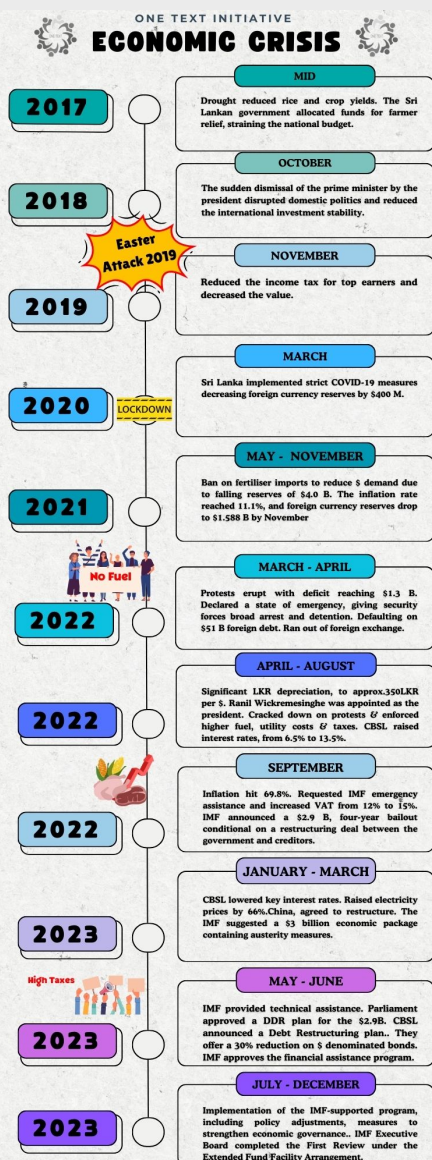 ONE TEXT INITIATIVE
ECONOMIC CRISIS
2017
MID
Drought reduced rice and crop yields. The Sri
Lankan government allocated funds for farmer
relief, straining the national budget.
2018
OCTOBER
The sudden dismissal of the prime minister by the
president disrupted domestic politics and reduced
the international investment stability.
Easter
Attack 2019
2019
NOVEMBER
Reduced the income tax for top earners and
decreased the value.
2020
LOCKDOWN
MARCH
Sri Lanka implemented strict COVID-19 measures
decreasing foreign currency reserves by $400 M.
2021
MAY - NOVEMBER
Ban on fertiliser imports to reduce $ demand due
to falling reserves of $4.0 B. The inflation rate
reached 11.1%, and foreign currency reserves drop
to $1.588 B by November
No Fuel
2022
MARCH - APRIL
Protests erupt with deficit reaching $1.3 B.
Declared a state of emergency, giving security
forces broad arrest and detention. Defaulting on
$51 B foreign debt. Ran out of foreign exchange.
2022
APRIL - AUGUST
Significant LKR depreciation, to approx.350LKR
per $. Ranil Wickremesinghe was appointed as the
president. Cracked down on protests & enforced
higher fuel, utility costs & taxes. CBSL raised
interest rates, from 6.5% to 13.5%.
2022
SEPTEMBER
Inflation hit 69.8%. Requested IMF emergency
assistance and increased VAT from 12% to 15%.
IMF announced a $2.9 B, four-year bailout
conditional on a restructuring deal between the
government and creditors.
2023
JANUARY - MARCH
CBSL lowered key interest rates. Raised electricity
prices by 66%.China, agreed to restructure. The
IMF suggested a $3 billion economic package
containing austerity measures.
High Taxes
2023
MAY - JUNE
IMF provided technical assistance. Parliament
approved a DDR plan for the $2.9B. CBSL
announced a Debt Restructuring plan.. They
offer a 30% reduction on $ denominated bonds.
IMF approves the financial assistance program.
2023
JULY - DECEMBER
Implementation of the IMF-supported program,
including policy adjustments, measures to
strengthen economic governance.. IMF Executive
Board completed the First Review under the
Extended Fund Facility Arrangement.